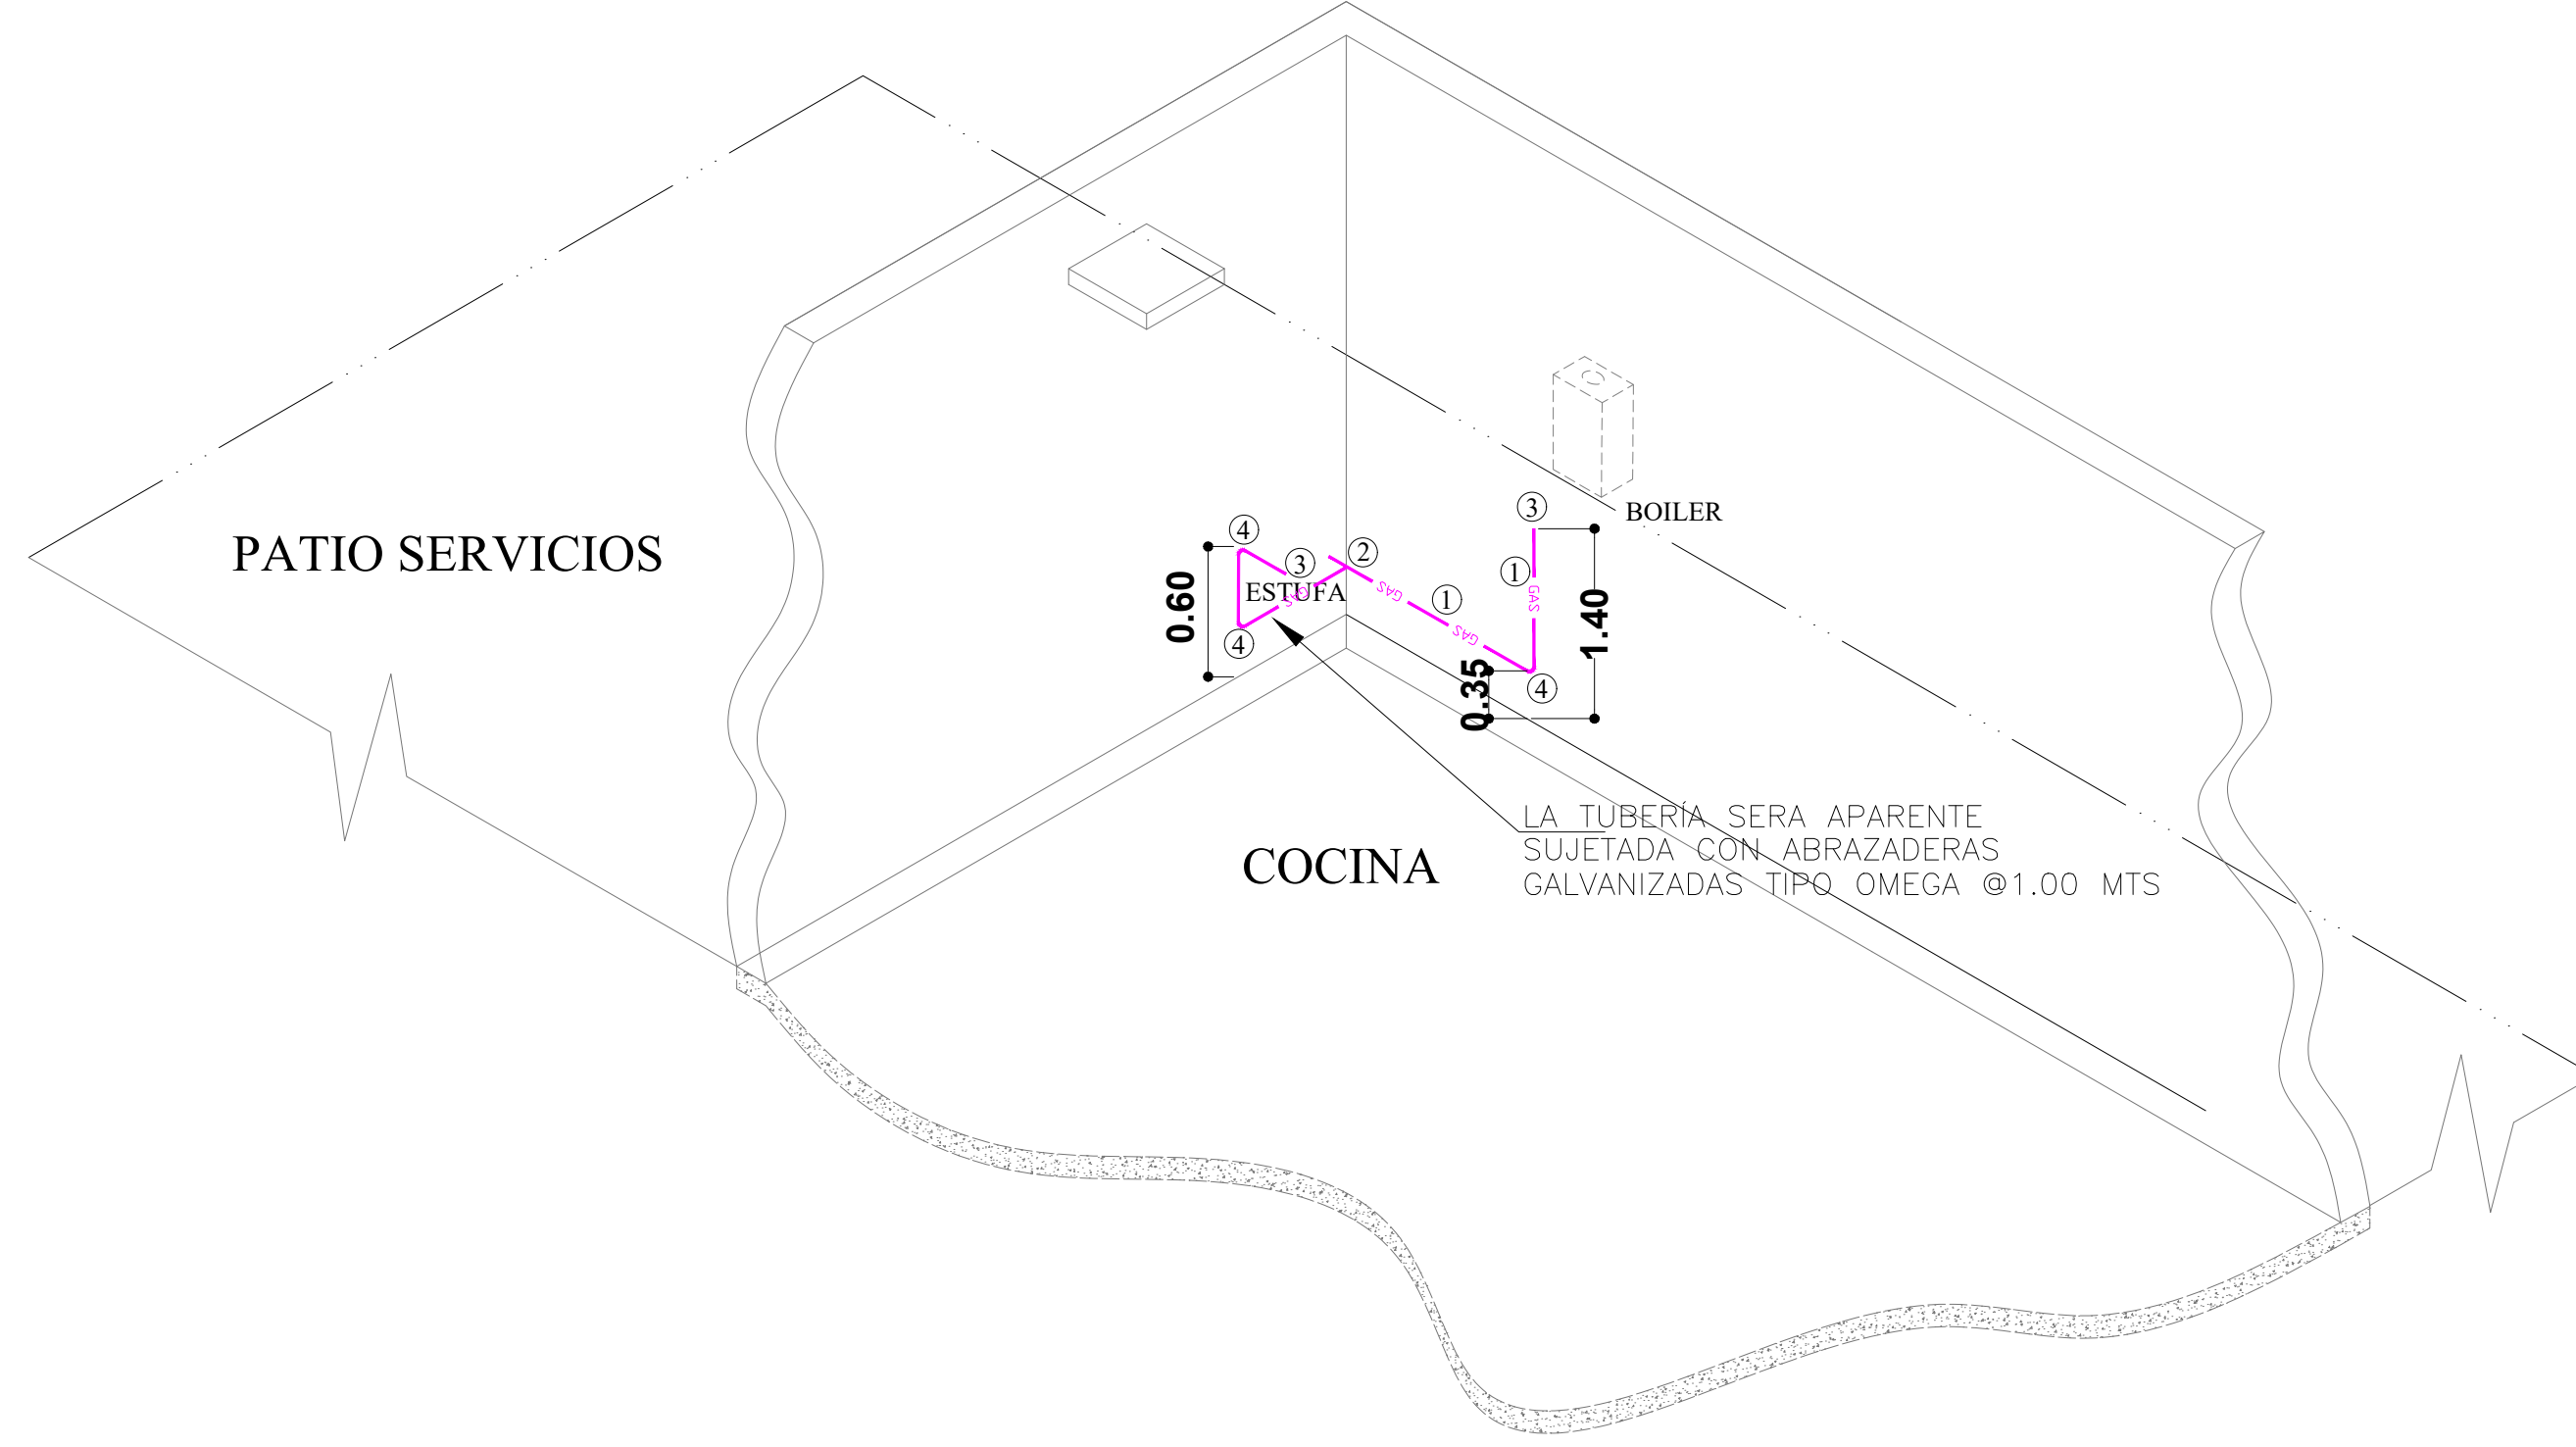 ③
BOILER
④
②
PATIO SERVICIOS
③
①
ESTUFA
GAS
GAS
GAS
①
0.60
1.40
GAS
④
④
0.35
LA TUBERÍA SERA APARENTE
SUJETADA CON ABRAZADERAS
GALVANIZADAS TIPO OMEGA @1.00 MTS
COCINA